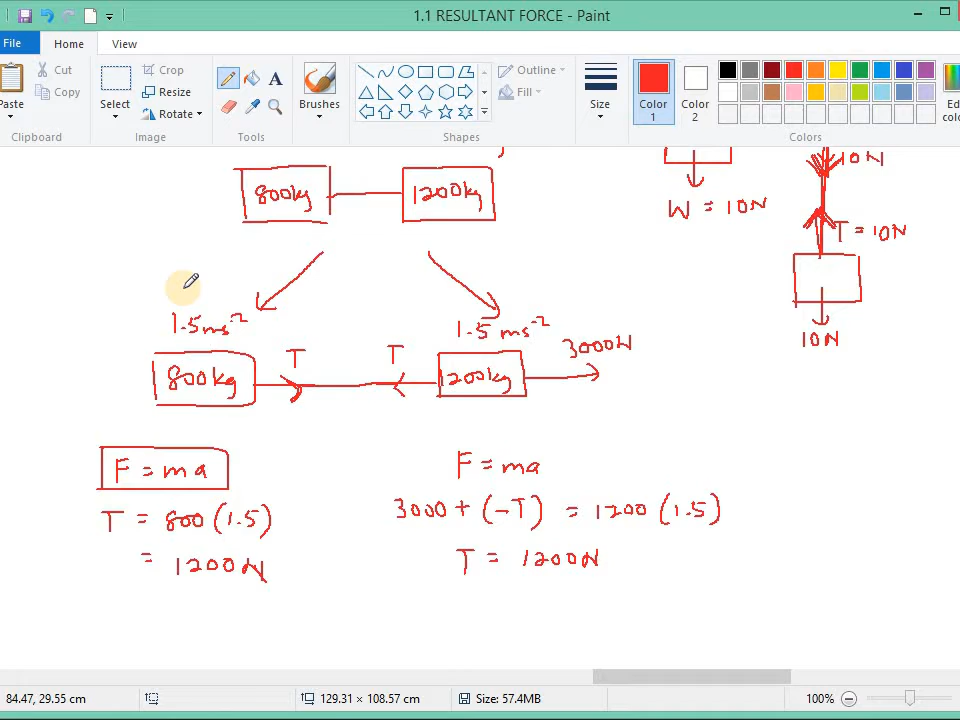 1.1 RESULTANT FORCE - Paint
File Home View
Paste
Cut
Copy
Clipboard
Select
Crop
Resize
Rotate
Image
A
Tools
Brushes
Outline
Fill
Shapes
Size
Color 1
Color 2
Colors
800kg
1200kg
W = 10N
10N
T = 10N
10N
1.5ms⁻²
1.5 ms⁻²
800kg
T
T
1200kg
3000N
F = ma
T = 800 (1.5)
= 1200N
F = ma
3000 + (-T) = 1200 (1.5)
T = 1200N
84.47, 29.55 cm
129.31 × 108.57 cm
Size: 57.4MB
100%